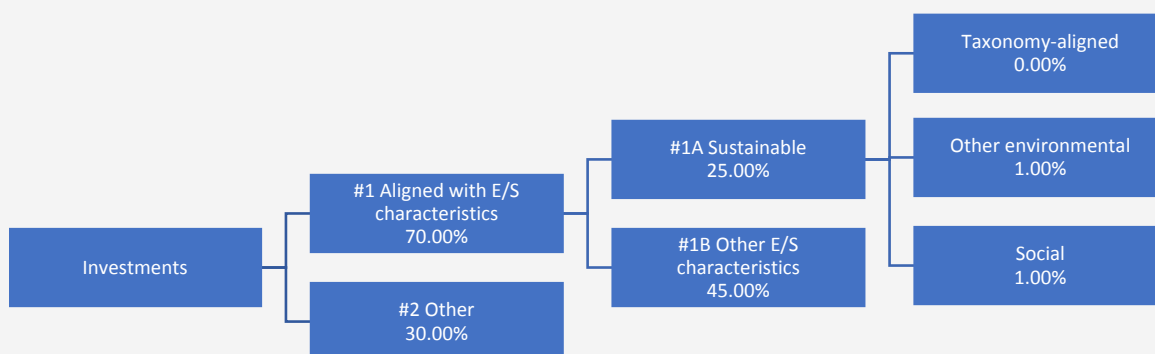 Investments
#1 Aligned with E/S
characteristics
70.00%
#2 Other
30.00%
#1A Sustainable
25.00%
#1B Other E/S
characteristics
45.00%
Taxonomy-aligned
0.00%
Other environmental
1.00%
Social
1.00%